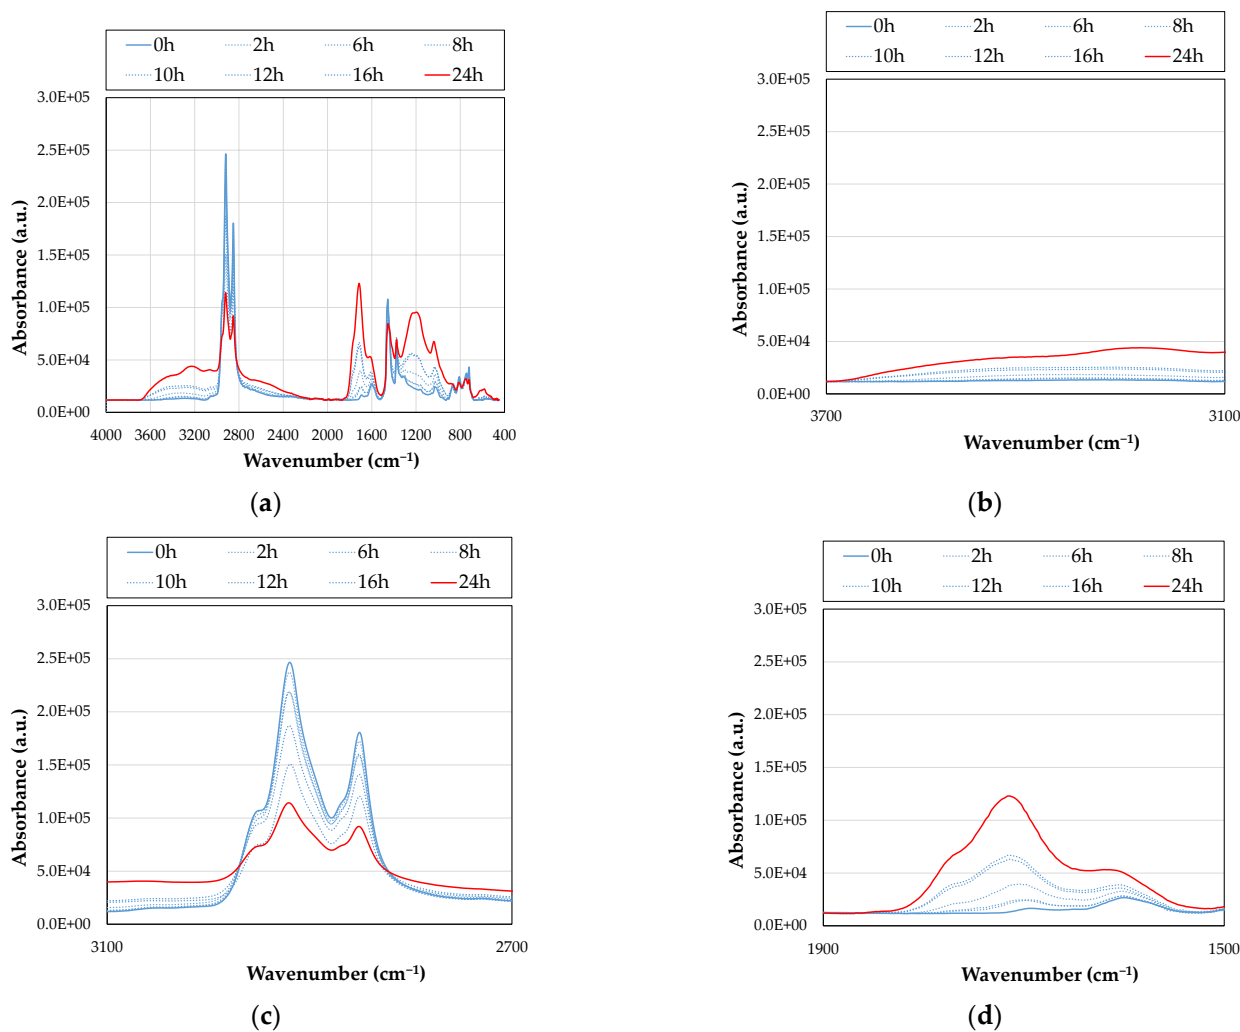 0h 2h 6h 8h
10h 12h 16h 24h
3.0E+05
2.5E+05
2.0E+05
1.5E+05
1.0E+05
5.0E+04
0.0E+00
Absorbance (a.u.)
4000 3600 3200 2800 2400 2000 1600 1200 800 400
Wavenumber (cm⁻¹)
(a)
0h 2h 6h 8h
10h 12h 16h 24h
3.0E+05
2.5E+05
2.0E+05
1.5E+05
1.0E+05
5.0E+04
0.0E+00
Absorbance (a.u.)
3700 3100
Wavenumber (cm⁻¹)
(b)
0h 2h 6h 8h
10h 12h 16h 24h
3.0E+05
2.5E+05
2.0E+05
1.5E+05
1.0E+05
5.0E+04
0.0E+00
Absorbance (a.u.)
3100 2700
Wavenumber (cm⁻¹)
(c)
0h 2h 6h 8h
10h 12h 16h 24h
3.0E+05
2.5E+05
2.0E+05
1.5E+05
1.0E+05
5.0E+04
0.0E+00
Absorbance (a.u.)
1900 1500
Wavenumber (cm⁻¹)
(d)